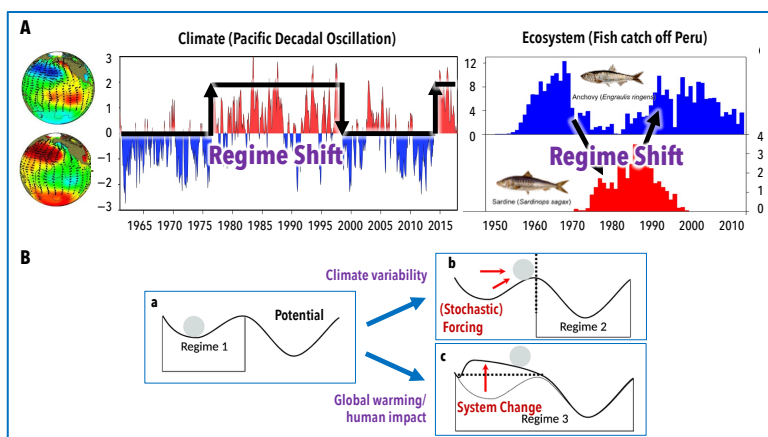 A
Climate (Pacific Decadal Oscillation)
3
2
1
0
−1
−2
−3
Regime Shift
1965 1970 1975 1980 1985 1990 1995 2000 2005 2010 2015
Ecosystem (Fish catch off Peru)
12
8
4
0
Anchovy (Engraulis ringens)
Regime Shift
Sardine (Sardinops sagax)
4
3
2
1
0
1950 1960 1970 1980 1990 2000 2010
B
Climate variability
a
Potential
Regime 1
b
(Stochastic)
Forcing
Regime 2
Global warming/
human impact
c
System Change
Regime 3